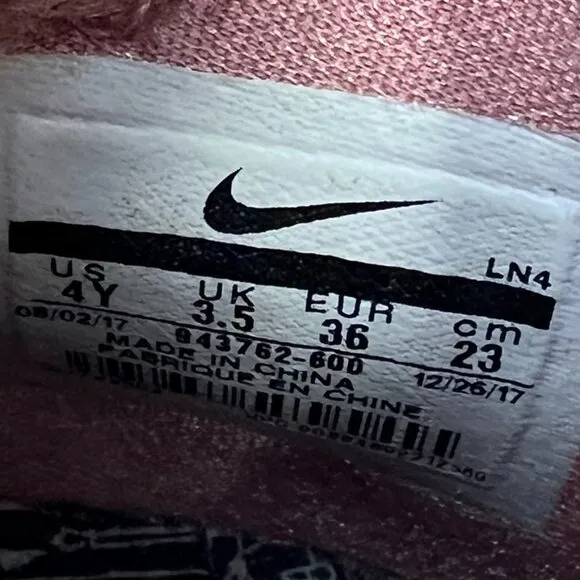 LN4
US UK EUR cm
4Y 3.5 36 23
08/02/17 843762-600 12/26/17
MADE IN CHINA
FABRIQUE EN CHINE